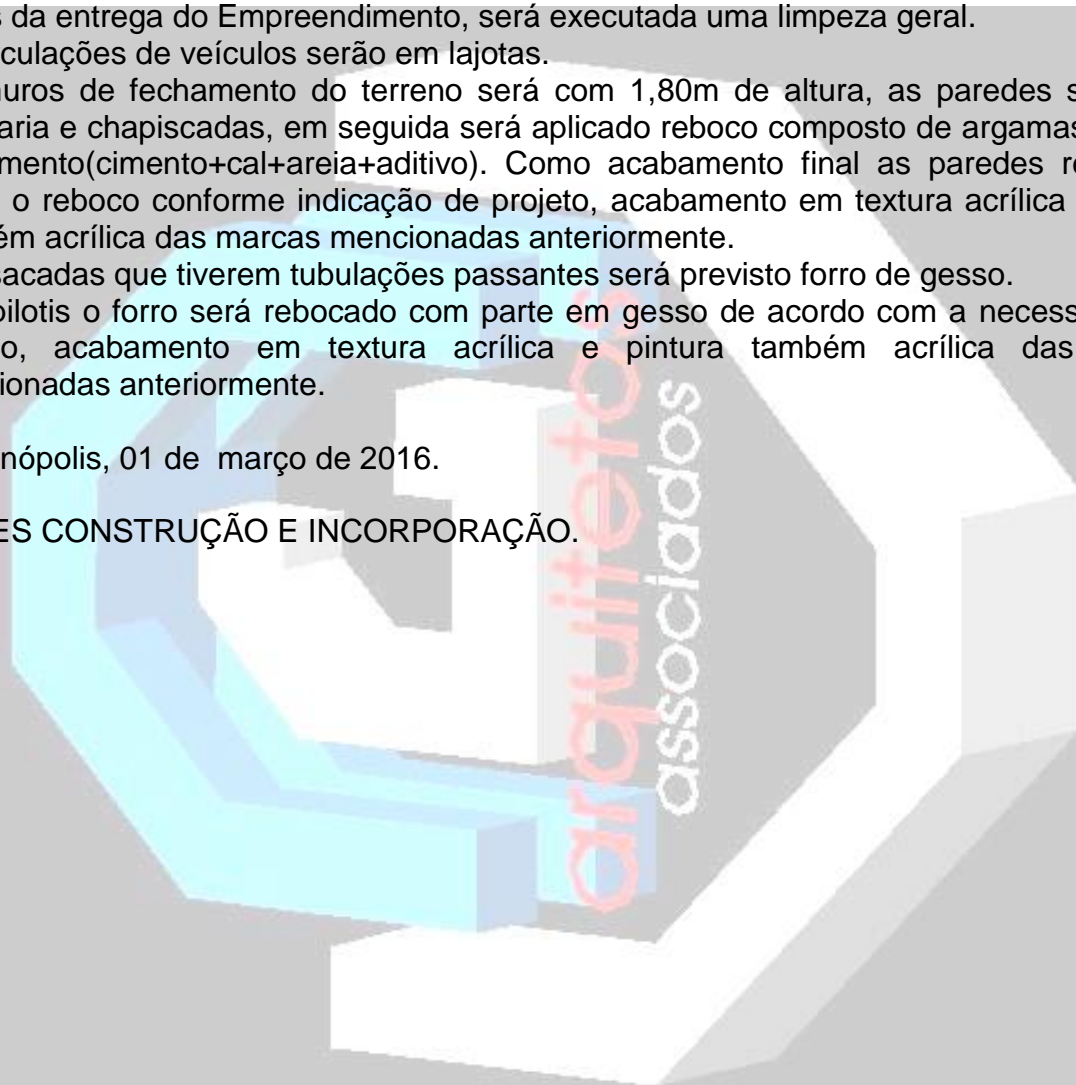 s da entrega do Empreendimento, será executada uma limpeza geral.
culações de veículos serão em lajotas.
uros de fechamento do terreno será com 1,80m de altura, as paredes s
aria e chapiscadas, em seguida será aplicado reboco composto de argamas
mento(cimento+cal+areia+aditivo). Como acabamento final as paredes re
o reboco conforme indicação de projeto, acabamento em textura acrílica
ém acrílica das marcas mencionadas anteriormente.
sacadas que tiverem tubulações passantes será previsto forro de gesso.
pilotis o forro será rebocado com parte em gesso de acordo com a necess
o, acabamento em textura acrílica e pintura também acrílica das
ionadas anteriormente.
nópolis, 01 de março de 2016.
ES CONSTRUÇÃO E INCORPORAÇÃO.
arquitetos
associados